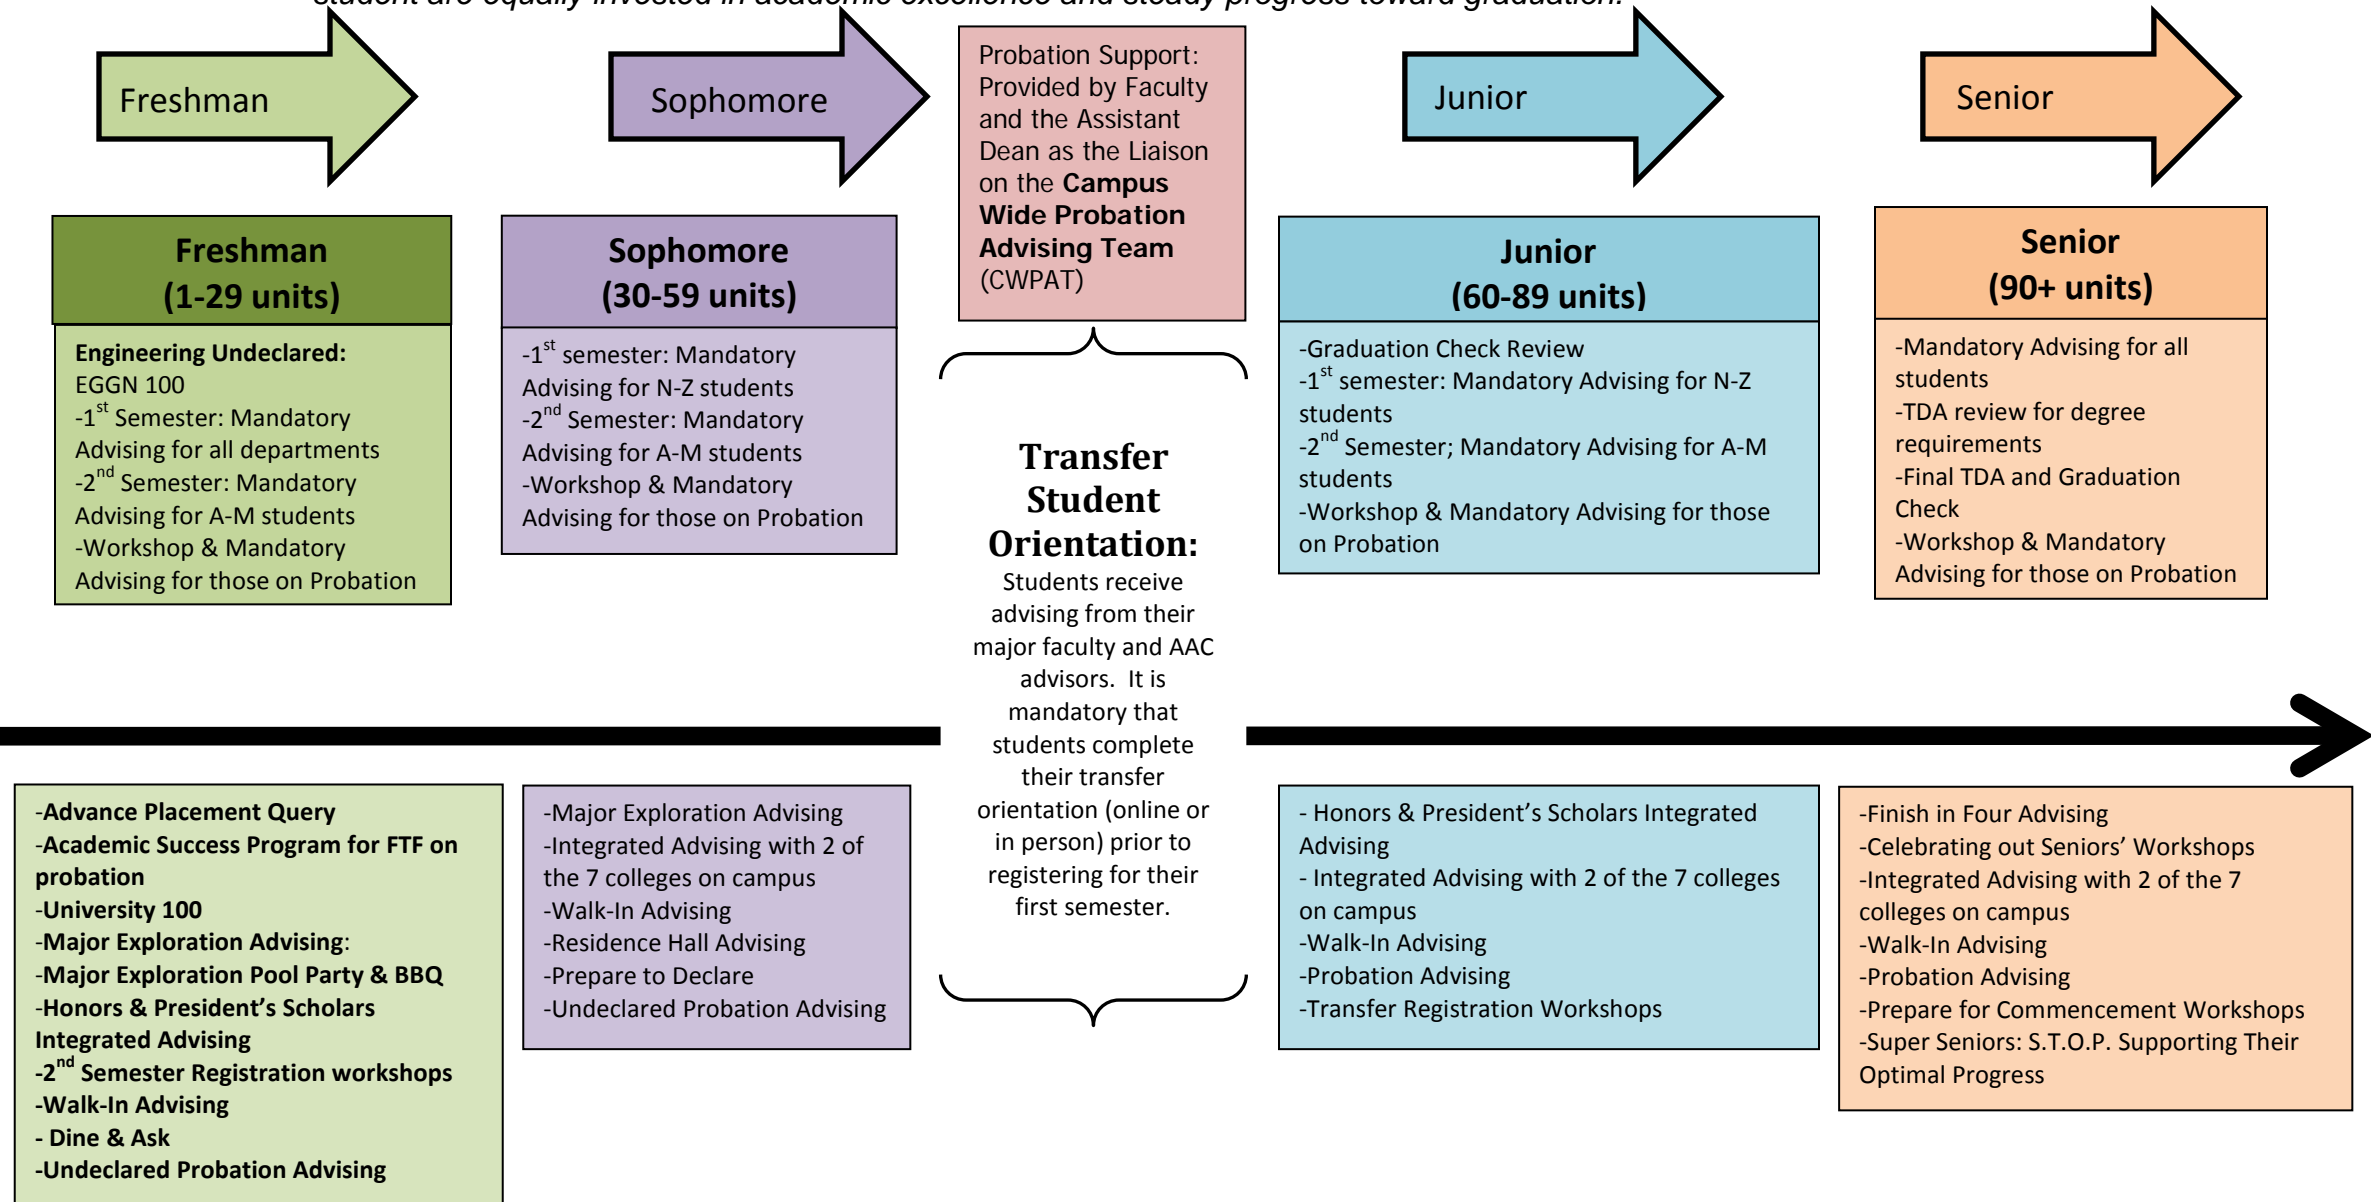 student are equally invested in academic excellence and steady progress toward graduation.
Freshman
Sophomore
Probation Support:
Provided by Faculty
and the Assistant
Dean as the Liaison
on the Campus
Wide Probation
Advising Team
(CWPAT)
Junior
Senior
Freshman
(1-29 units)
Engineering Undeclared:
EGGN 100
-1st Semester: Mandatory
Advising for all departments
-2nd Semester: Mandatory
Advising for A-M students
-Workshop & Mandatory
Advising for those on Probation
Sophomore
(30-59 units)
-1st semester: Mandatory
Advising for N-Z students
-2nd Semester: Mandatory
Advising for A-M students
-Workshop & Mandatory
Advising for those on Probation
Transfer
Student
Orientation:
Students receive
advising from their
major faculty and AAC
advisors.  It is
mandatory that
students complete
their transfer
orientation (online or
in person) prior to
registering for their
first semester.
Junior
(60-89 units)
-Graduation Check Review
-1st semester: Mandatory Advising for N-Z
students
-2nd Semester; Mandatory Advising for A-M
students
-Workshop & Mandatory Advising for those
on Probation
Senior
(90+ units)
-Mandatory Advising for all
students
-TDA review for degree
requirements
-Final TDA and Graduation
Check
-Workshop & Mandatory
Advising for those on Probation
-Advance Placement Query
-Academic Success Program for FTF on
probation
-University 100
-Major Exploration Advising:
-Major Exploration Pool Party & BBQ
-Honors & President’s Scholars
Integrated Advising
-2nd Semester Registration workshops
-Walk-In Advising
- Dine & Ask
-Undeclared Probation Advising
-Major Exploration Advising
-Integrated Advising with 2 of
the 7 colleges on campus
-Walk-In Advising
-Residence Hall Advising
-Prepare to Declare
-Undeclared Probation Advising
- Honors & President’s Scholars Integrated
Advising
- Integrated Advising with 2 of the 7 colleges
on campus
-Walk-In Advising
-Probation Advising
-Transfer Registration Workshops
-Finish in Four Advising
-Celebrating out Seniors’ Workshops
-Integrated Advising with 2 of the 7
colleges on campus
-Walk-In Advising
-Probation Advising
-Prepare for Commencement Workshops
-Super Seniors: S.T.O.P. Supporting Their
Optimal Progress